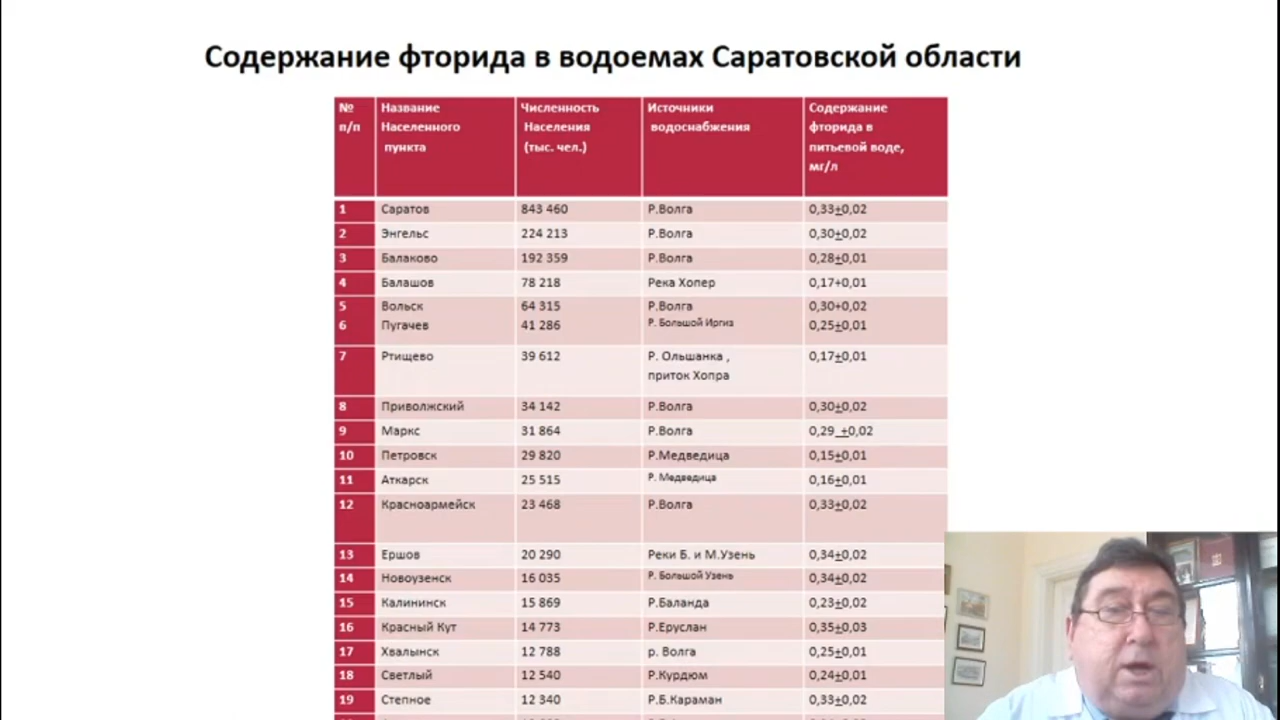 Содержание фторида в водоемах Саратовской области
№ п/п Название Населенного пункта Численность Населения (тыс. чел.) Источники водоснабжения Содержание фторида в питьевой воде, мг/л
1 Саратов 843 460 Р.Волга 0,33±0,02
2 Энгельс 224 213 Р.Волга 0,30±0,02
3 Балаково 192 359 Р.Волга 0,28±0,01
4 Балашов 78 218 Река Хопер 0,17+0,01
5 Вольск 64 315 Р.Волга 0,30+0,02
6 Пугачев 41 286 Р. Большой Иргиз 0,25±0,01
7 Ртищево 39 612 Р. Ольшанка , приток Хопра 0,17±0,01
8 Приволжский 34 142 Р.Волга 0,30±0,02
9 Маркс 31 864 Р.Волга 0,29 ±0,02
10 Петровск 29 820 Р.Медведица 0,15±0,01
11 Аткарск 25 515 Р. Медведица 0,16±0,01
12 Красноармейск 23 468 Р.Волга 0,33±0,02
13 Ершов 20 290 Реки Б. и М.Узень 0,34±0,02
14 Новоузенск 16 035 Р. Большой Узень 0,34±0,02
15 Калининск 15 869 Р.Баланда 0,23±0,02
16 Красный Кут 14 773 Р.Еруслан 0,35±0,03
17 Хвалынск 12 788 р. Волга 0,25±0,01
18 Светлый 12 540 Р.Курдюм 0,24±0,01
19 Степное 12 340 Р.Б.Караман 0,33±0,02